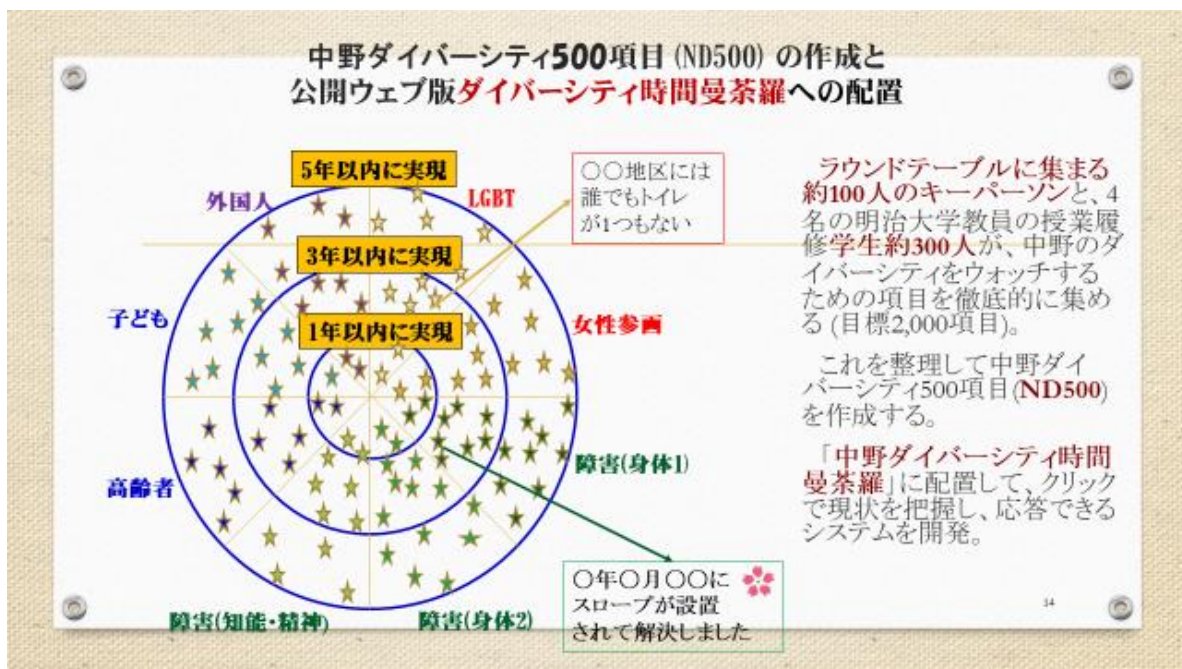 中野ダイバーシティ500項目(ND500) の作成と
公開ウェブ版ダイバーシティ時間曼荼羅への配置
5年以内に実現
外国人
LGBT
〇〇地区には
誰でもトイレ
が1つもない
3年以内に実現
子ども
1年以内に実現
女性参画
高齢者
障害(身体1)
障害(知能・精神)
障害(身体2)
〇年〇月〇〇に
スロープが設置
されて解決しました
ラウンドテーブルに集まる
約100人のキーパーソンと、4
名の明治大学教員の授業履
修学生約300人が、中野のダ
イバーシティをウォッチする
ための項目を徹底的に集め
る (目標2,000項目)。
これを整理して中野ダイ
バーシティ500項目(ND500)
を作成する。
「中野ダイバーシティ時間
曼荼羅」に配置して、クリック
で現状を把握し、応答できる
システムを開発。
14